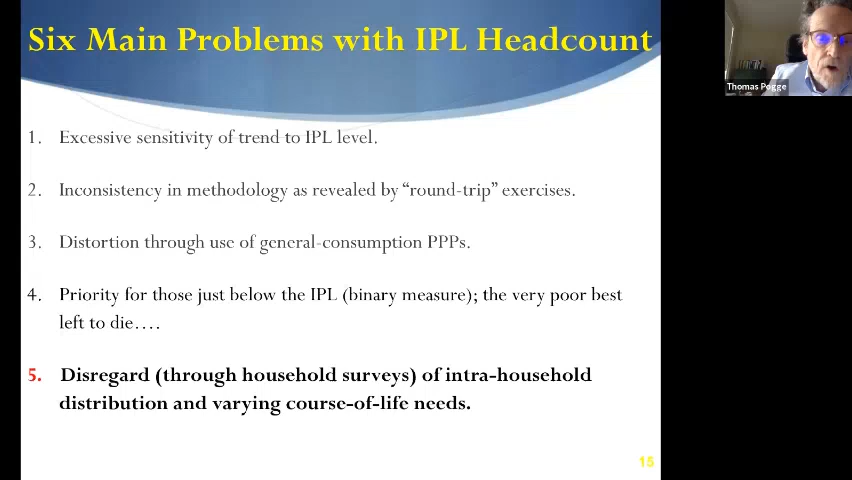 Six Main Problems with IPL Headcount
Thomas Pogge
1. Excessive sensitivity of trend to IPL level.
2. Inconsistency in methodology as revealed by “round-trip” exercises.
3. Distortion through use of general-consumption PPPs.
4. Priority for those just below the IPL (binary measure); the very poor best
left to die….
5. Disregard (through household surveys) of intra-household
distribution and varying course-of-life needs.
15